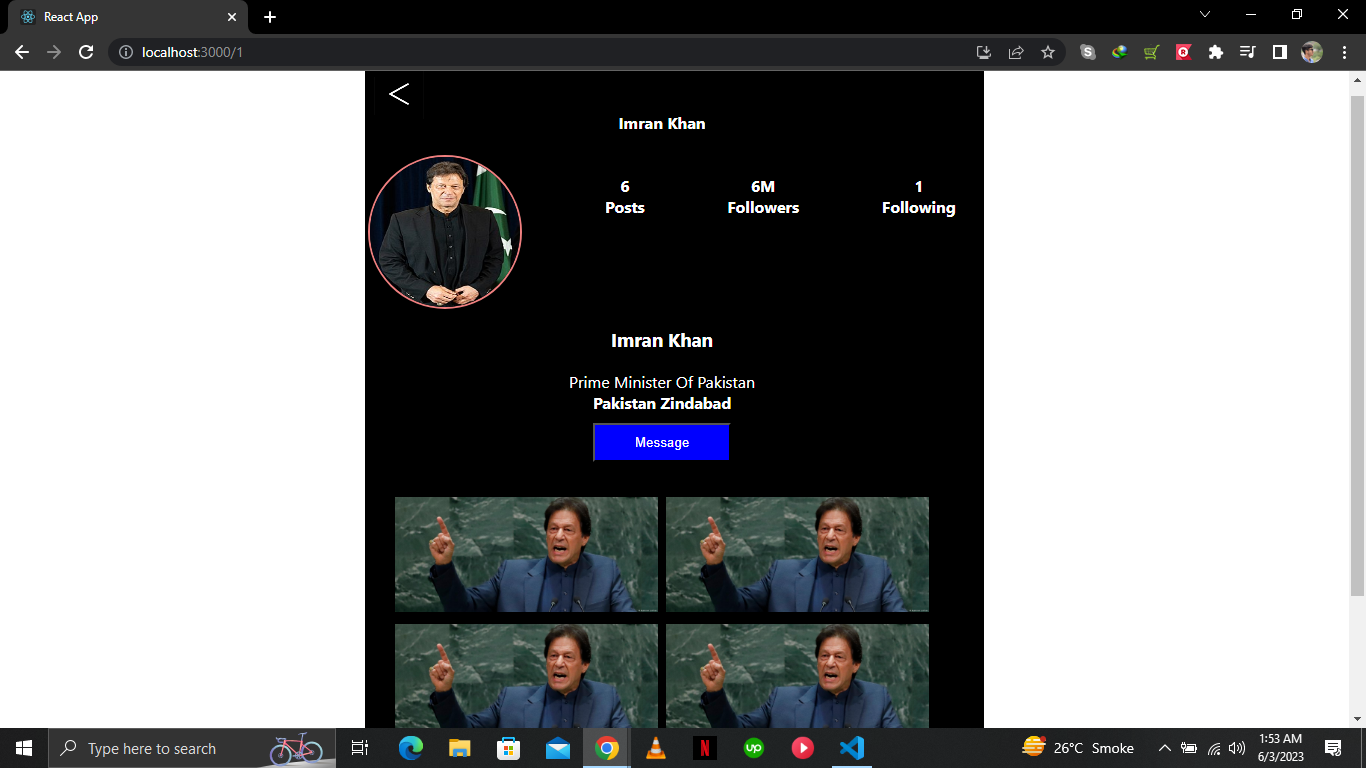 React App
localhost:3000/1
Imran Khan
6 6M 1
Posts Followers Following
Imran Khan
Prime Minister Of Pakistan
Pakistan Zindabad
Message
Type here to search
26°C Smoke
1:53 AM
6/3/2023